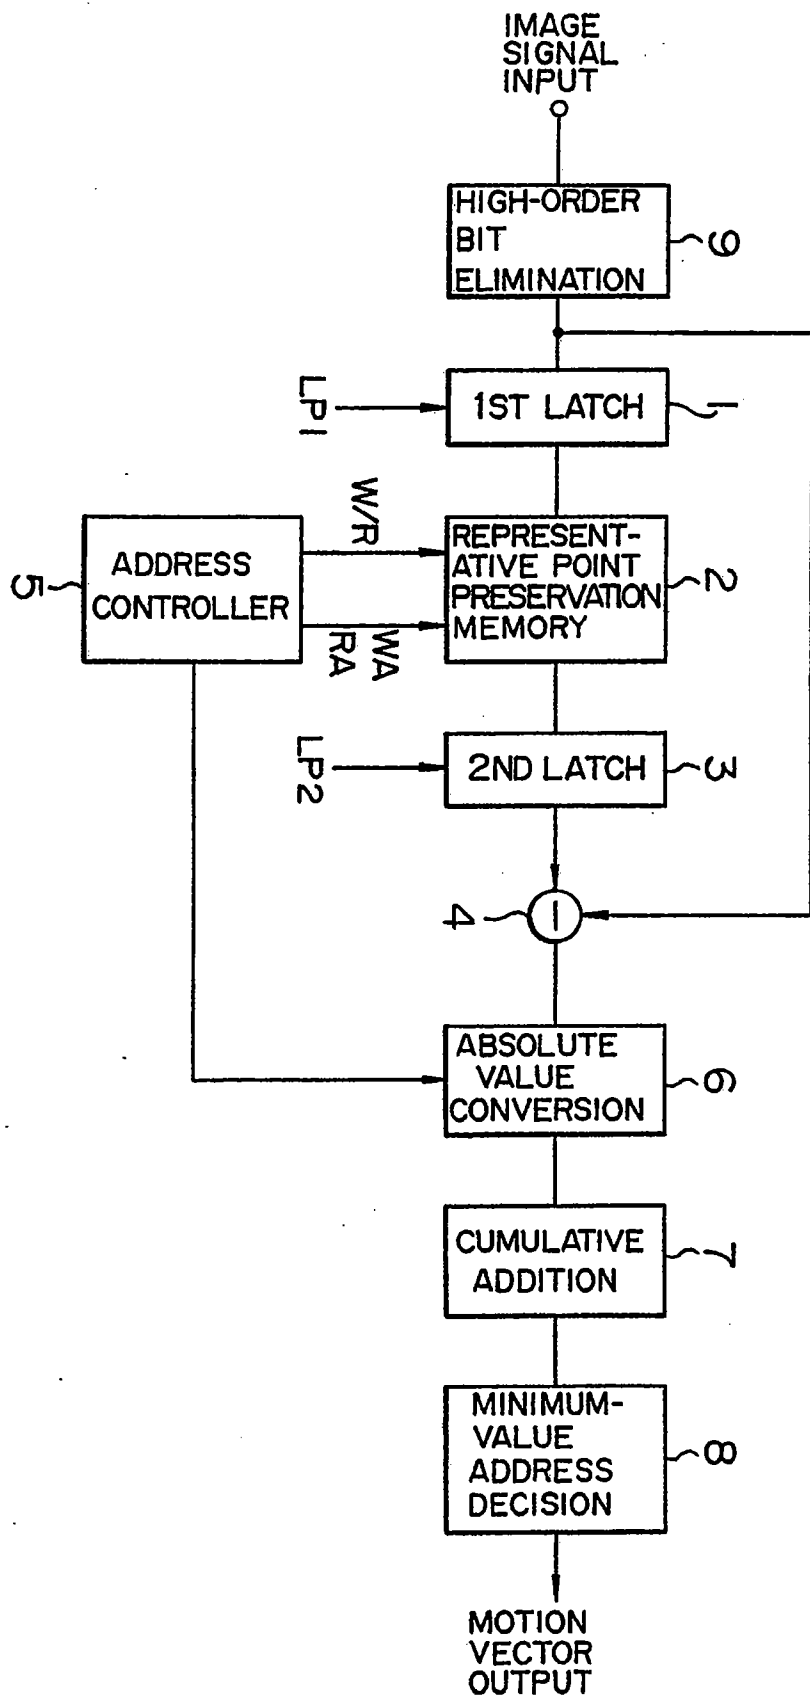 IMAGE
SIGNAL
INPUT
HIGH-ORDER
BIT
ELIMINATION
9
LP1
1ST LATCH
1
W/R
REPRESENT-
ATIVE POINT
PRESERVATION
MEMORY
2
ADDRESS
CONTROLLER
5
WA
RA
LP2
2ND LATCH
3
4
ABSOLUTE
VALUE
CONVERSION
6
CUMULATIVE
ADDITION
7
MINIMUM-
VALUE
ADDRESS
DECISION
8
MOTION
VECTOR
OUTPUT